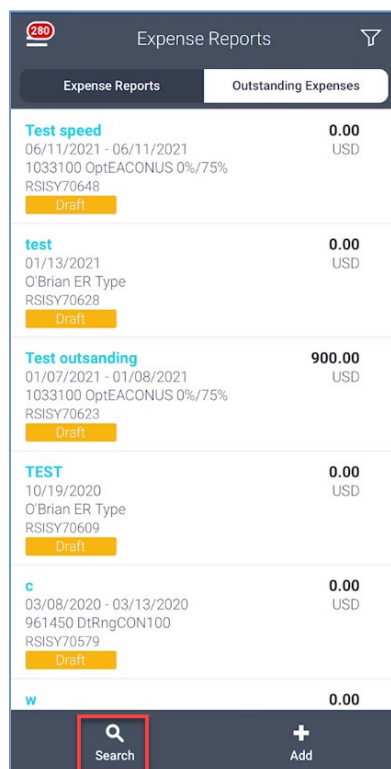 280
Expense Reports
Expense Reports
Outstanding Expenses
Test speed 0.00
06/11/2021 - 06/11/2021 USD
1033100 OptEACONUS 0%/75%
RSISY70648
Draft
test 0.00
01/13/2021 USD
O'Brian ER Type
RSISY70628
Draft
Test outsanding 900.00
01/07/2021 - 01/08/2021 USD
1033100 OptEACONUS 0%/75%
RSISY70623
Draft
TEST 0.00
10/19/2020 USD
O'Brian ER Type
RSISY70609
Draft
c 0.00
03/08/2020 - 03/13/2020 USD
961450 DtRngCON100
RSISY70579
Draft
w 0.00
Search
Add